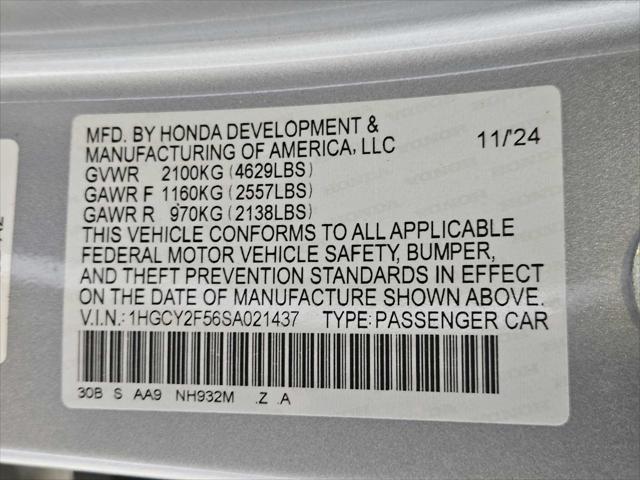 MFD. BY HONDA DEVELOPMENT &
MANUFACTURING OF AMERICA, LLC 11/'24
GVWR 2100KG (4629LBS)
GAWR F 1160KG (2557LBS)
GAWR R 970KG (2138LBS)
THIS VEHICLE CONFORMS TO ALL APPLICABLE
FEDERAL MOTOR VEHICLE SAFETY, BUMPER,
AND THEFT PREVENTION STANDARDS IN EFFECT
ON THE DATE OF MANUFACTURE SHOWN ABOVE.
V.I.N.: 1HGCY2F56SA021437 TYPE: PASSENGER CAR
30B S AA9 NH932M .Z .A